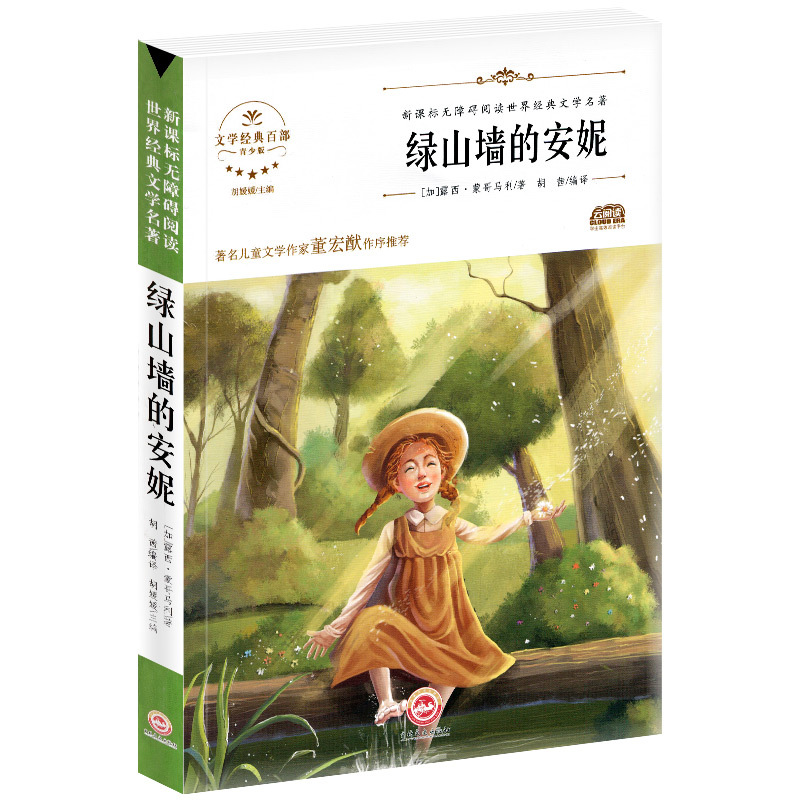 新课标无障碍阅读
世界经典文学名著
绿山墙的安妮
[加]露西·蒙哥马利/著
胡 茜/编译 胡媛媛/主编
文学经典百部
青少版
胡媛媛/主编
新课标无障碍阅读世界经典文学名著
绿山墙的安妮
[加]露西·蒙哥马利/著 胡 茜/编译
云阅读
CLOUD ERA
著名儿童文学作家董宏猷作序推荐